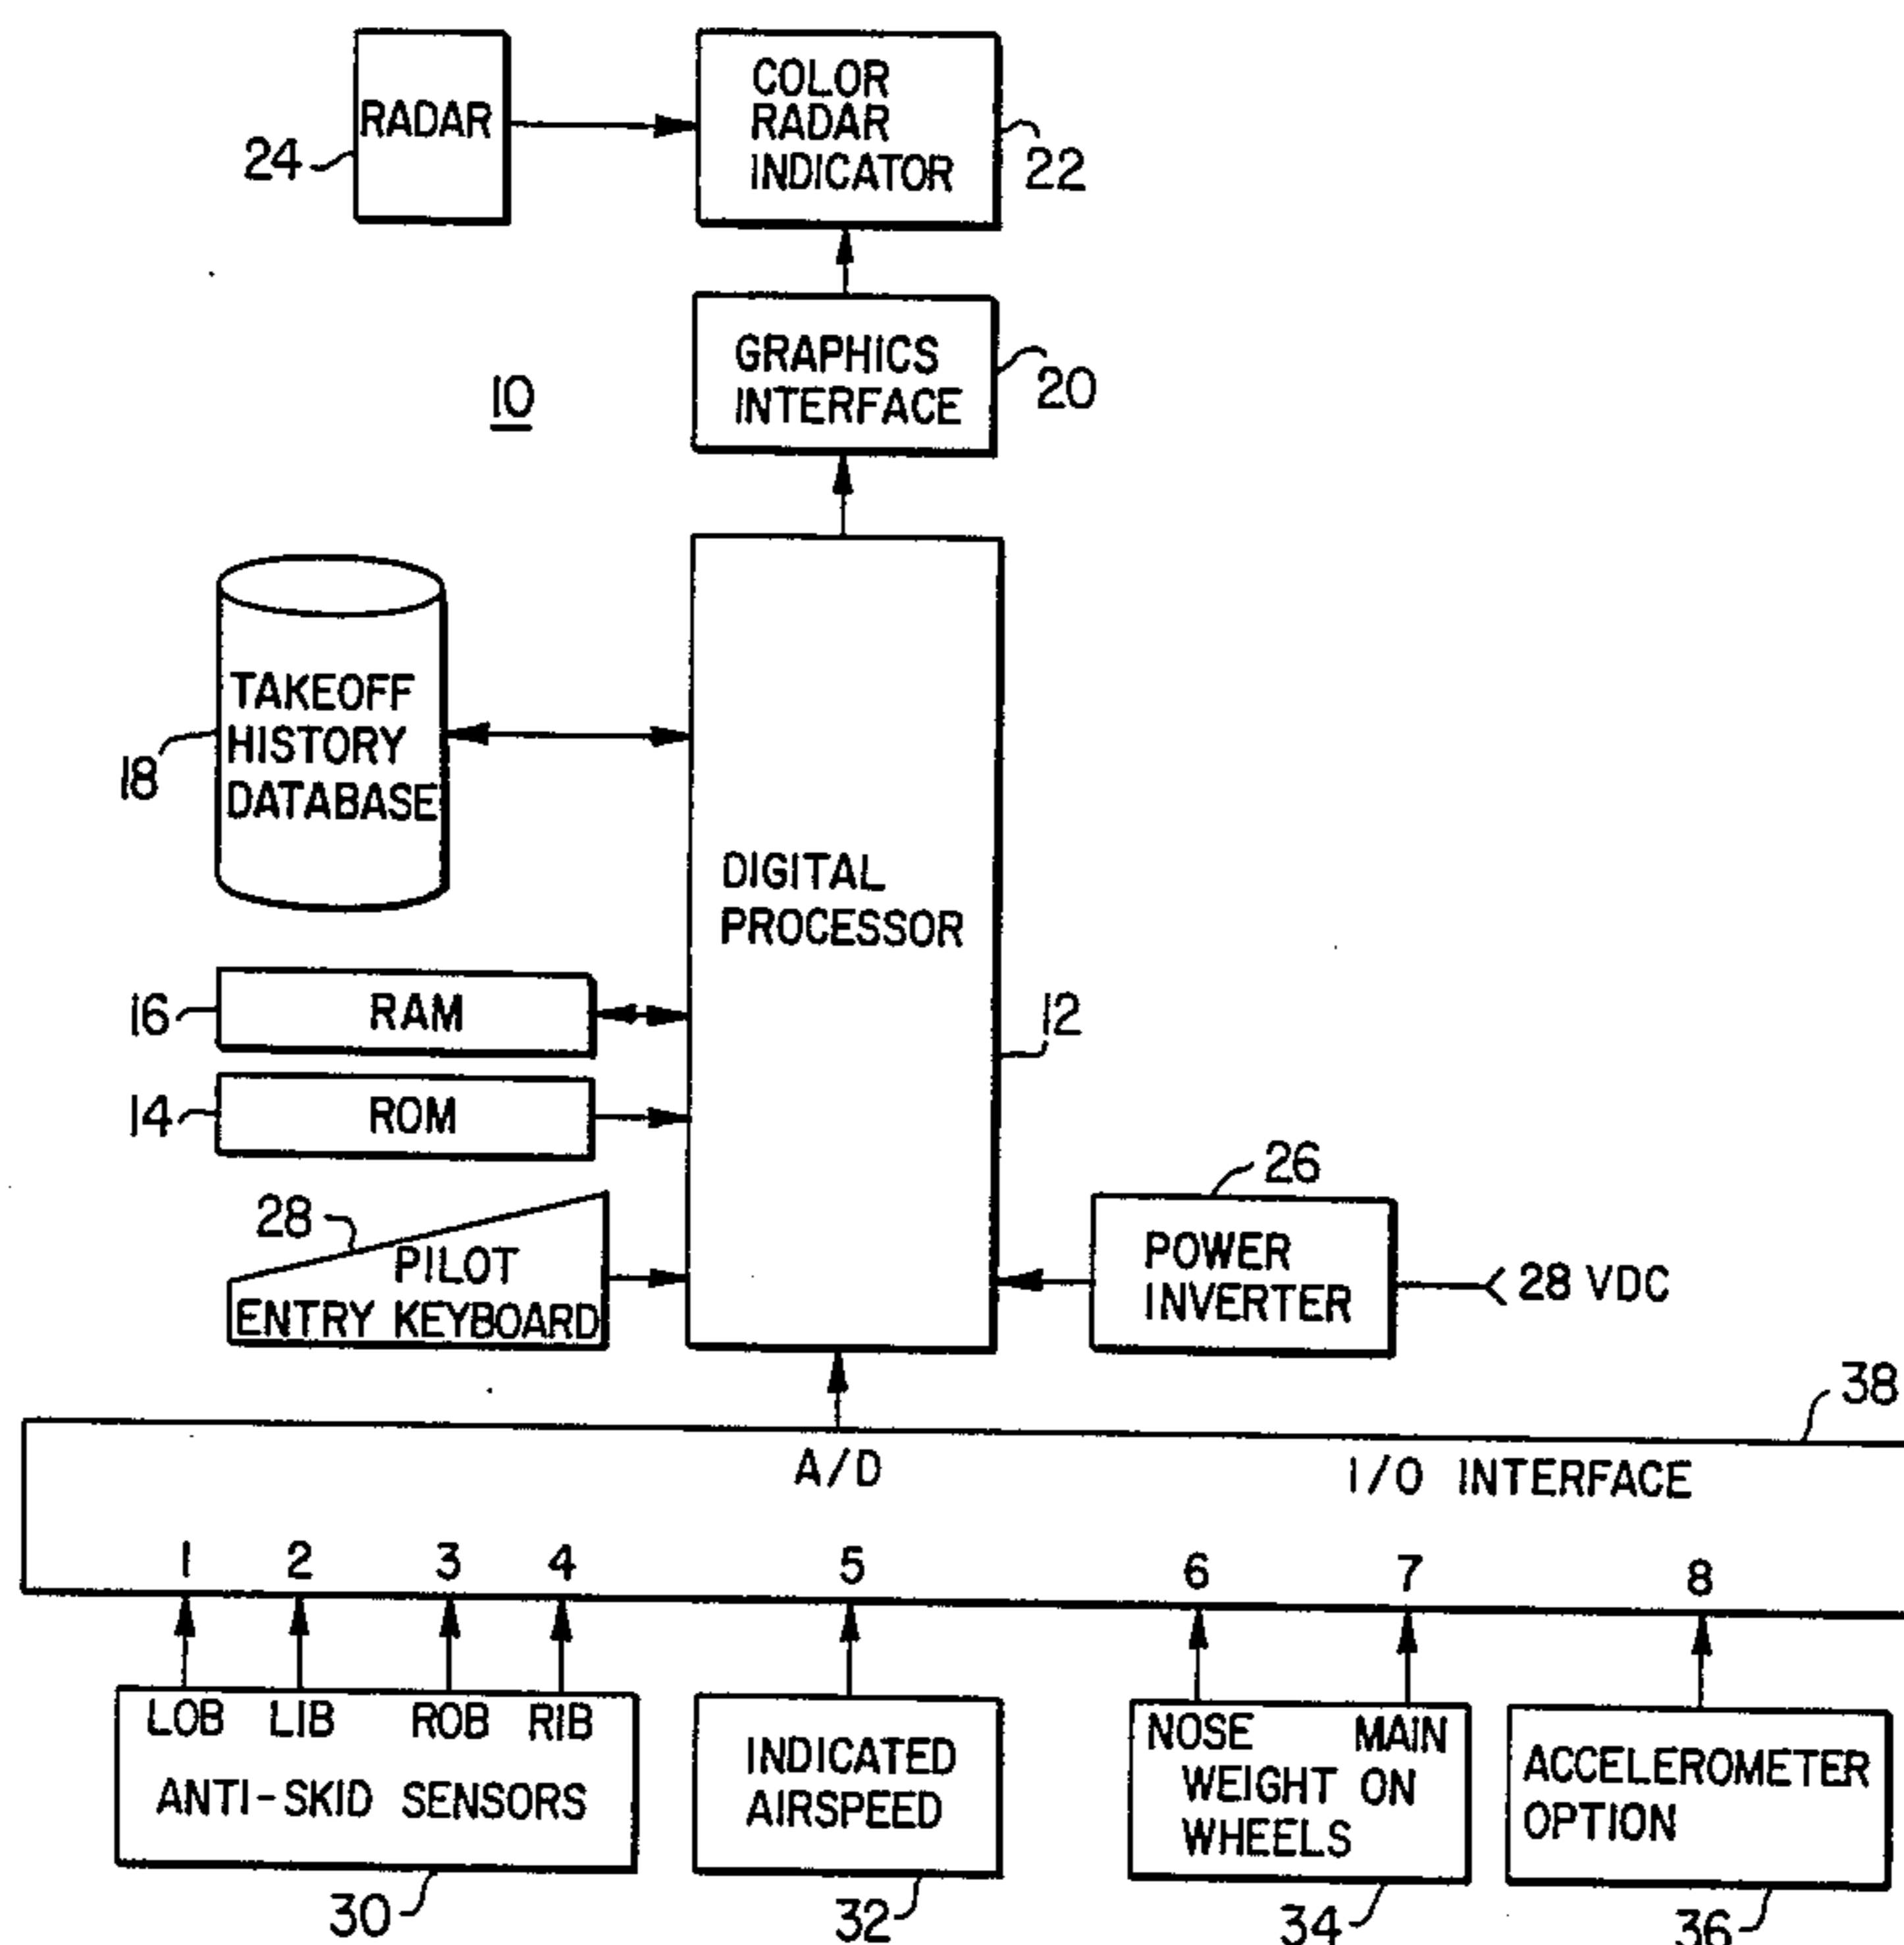 RADAR
24
COLOR
RADAR
INDICATOR
22
GRAPHICS
INTERFACE
20
10
TAKEOFF
HISTORY
DATABASE
18
DIGITAL
PROCESSOR
12
16
RAM
14
ROM
28
PILOT
ENTRY KEYBOARD
26
POWER
INVERTER
28 VDC
38
A/D
I/O INTERFACE
1 2 3 4 5 6 7 8
LOB LIB ROB RIB
ANTI-SKID SENSORS
30
INDICATED
AIRSPEED
32
NOSE MAIN
WEIGHT ON
WHEELS
34
ACCELEROMETER
OPTION
36